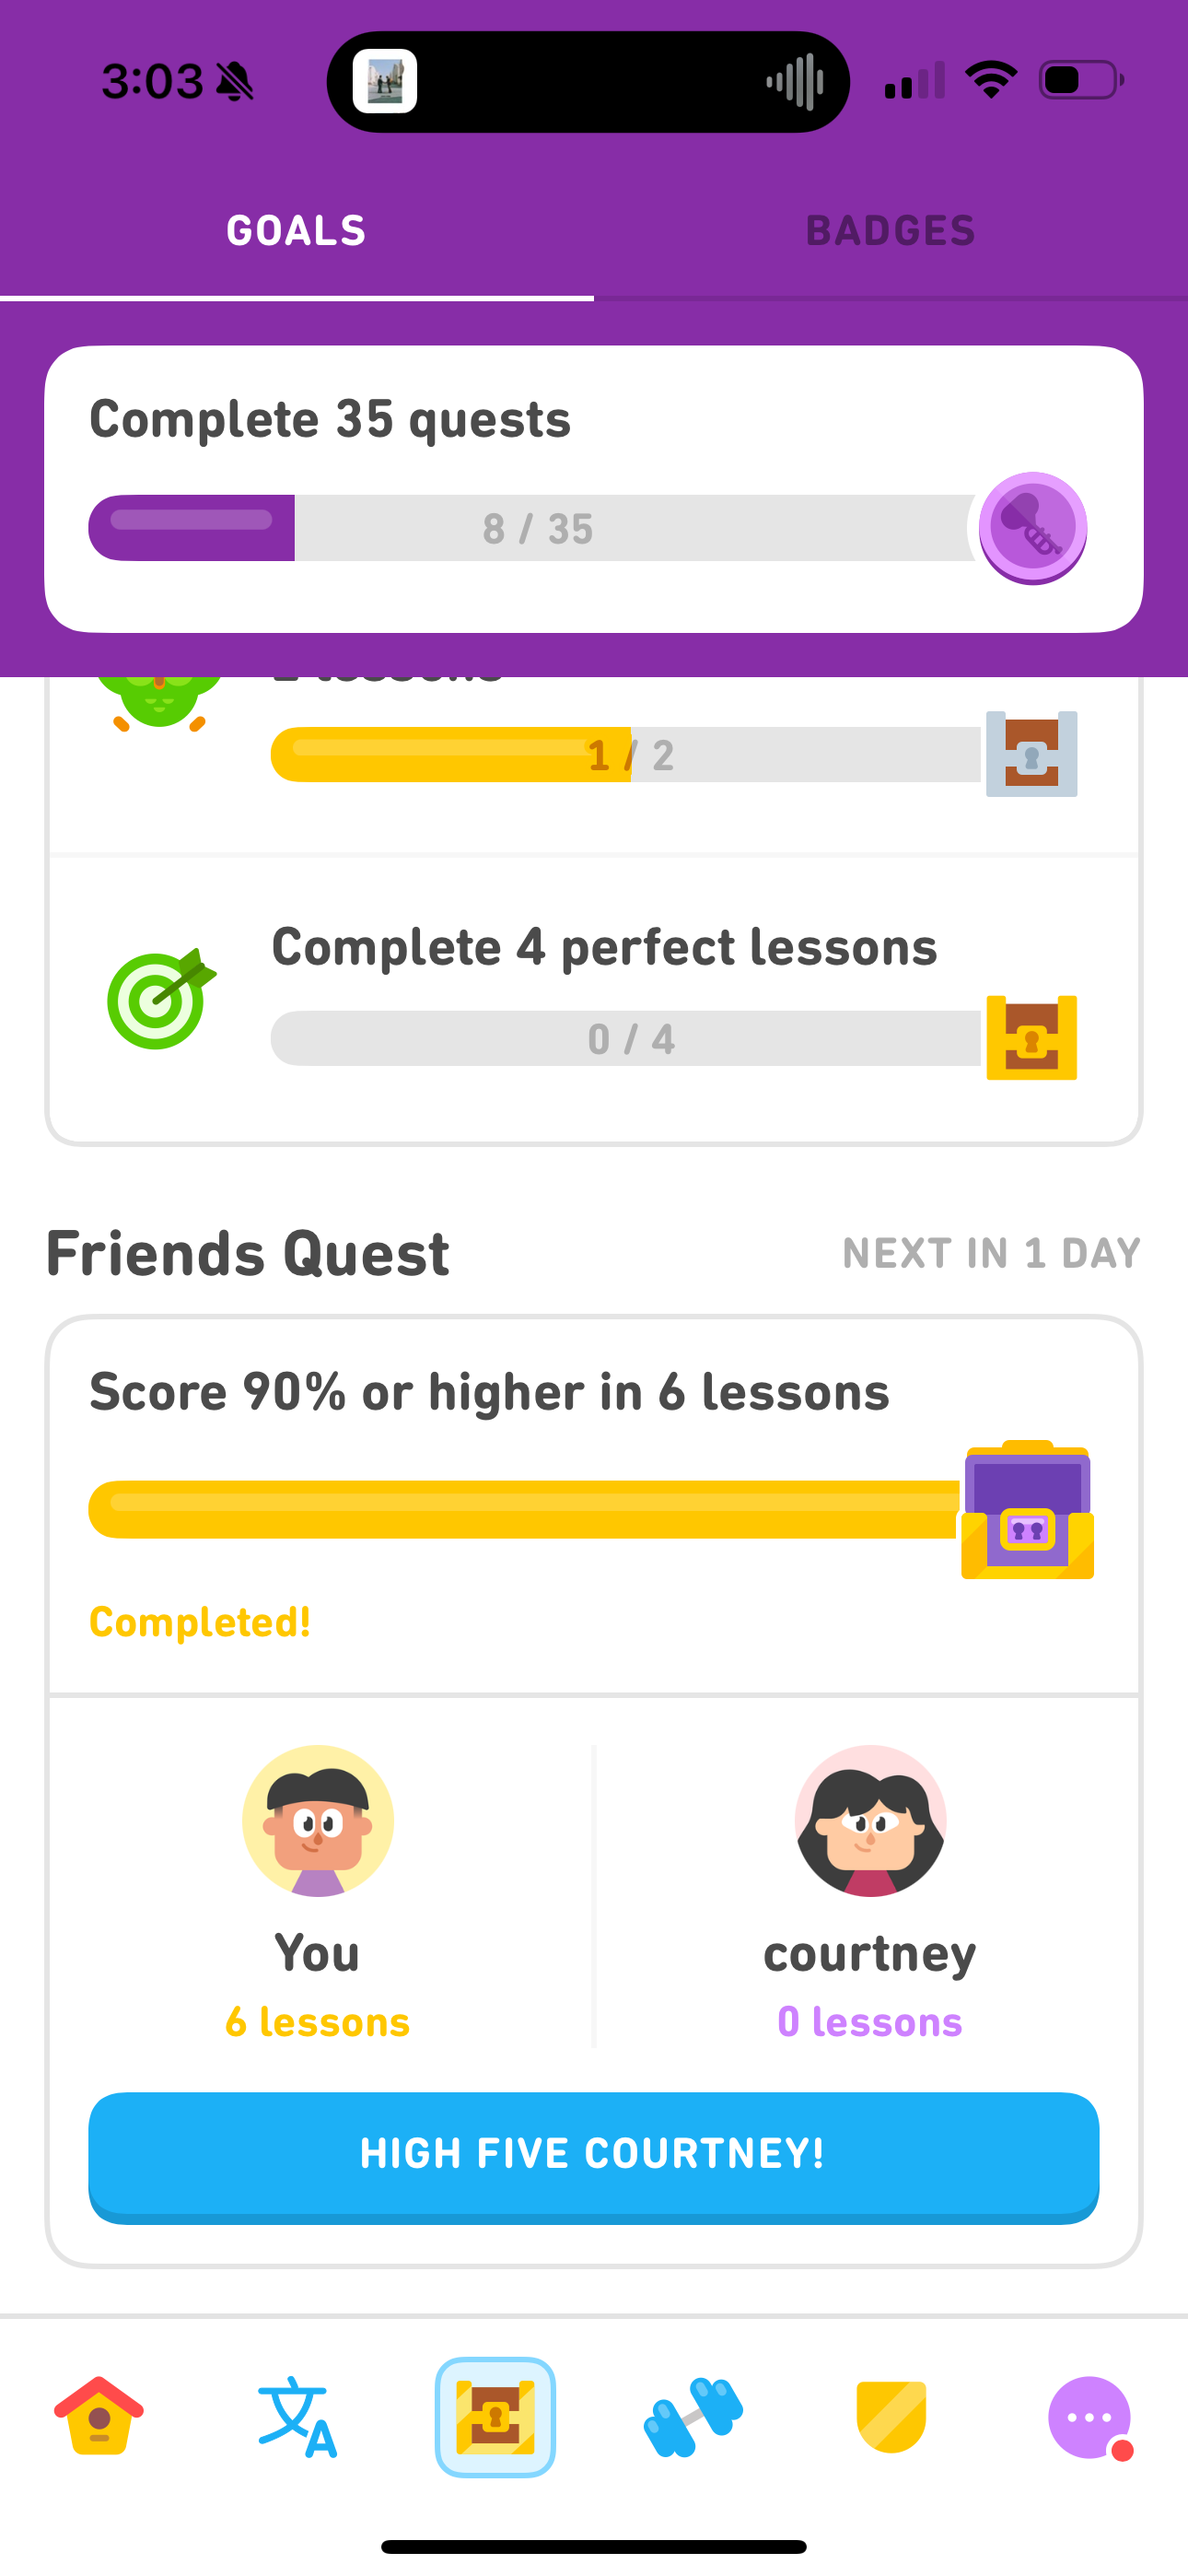 3:03
GOALS
BADGES
Complete 35 quests
8 / 35
1 / 2
Complete 4 perfect lessons
0 / 4
Friends Quest
NEXT IN 1 DAY
Score 90% or higher in 6 lessons
Completed!
You
courtney
6 lessons
0 lessons
HIGH FIVE COURTNEY!